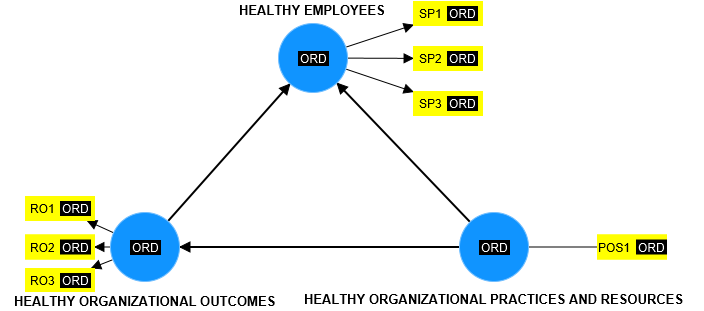 HEALTHY EMPLOYEES
SP1 ORD
ORD
SP2 ORD
SP3 ORD
RO1 ORD
RO2 ORD
ORD
ORD
POS1 ORD
RO3 ORD
HEALTHY ORGANIZATIONAL OUTCOMES
HEALTHY ORGANIZATIONAL PRACTICES AND RESOURCES